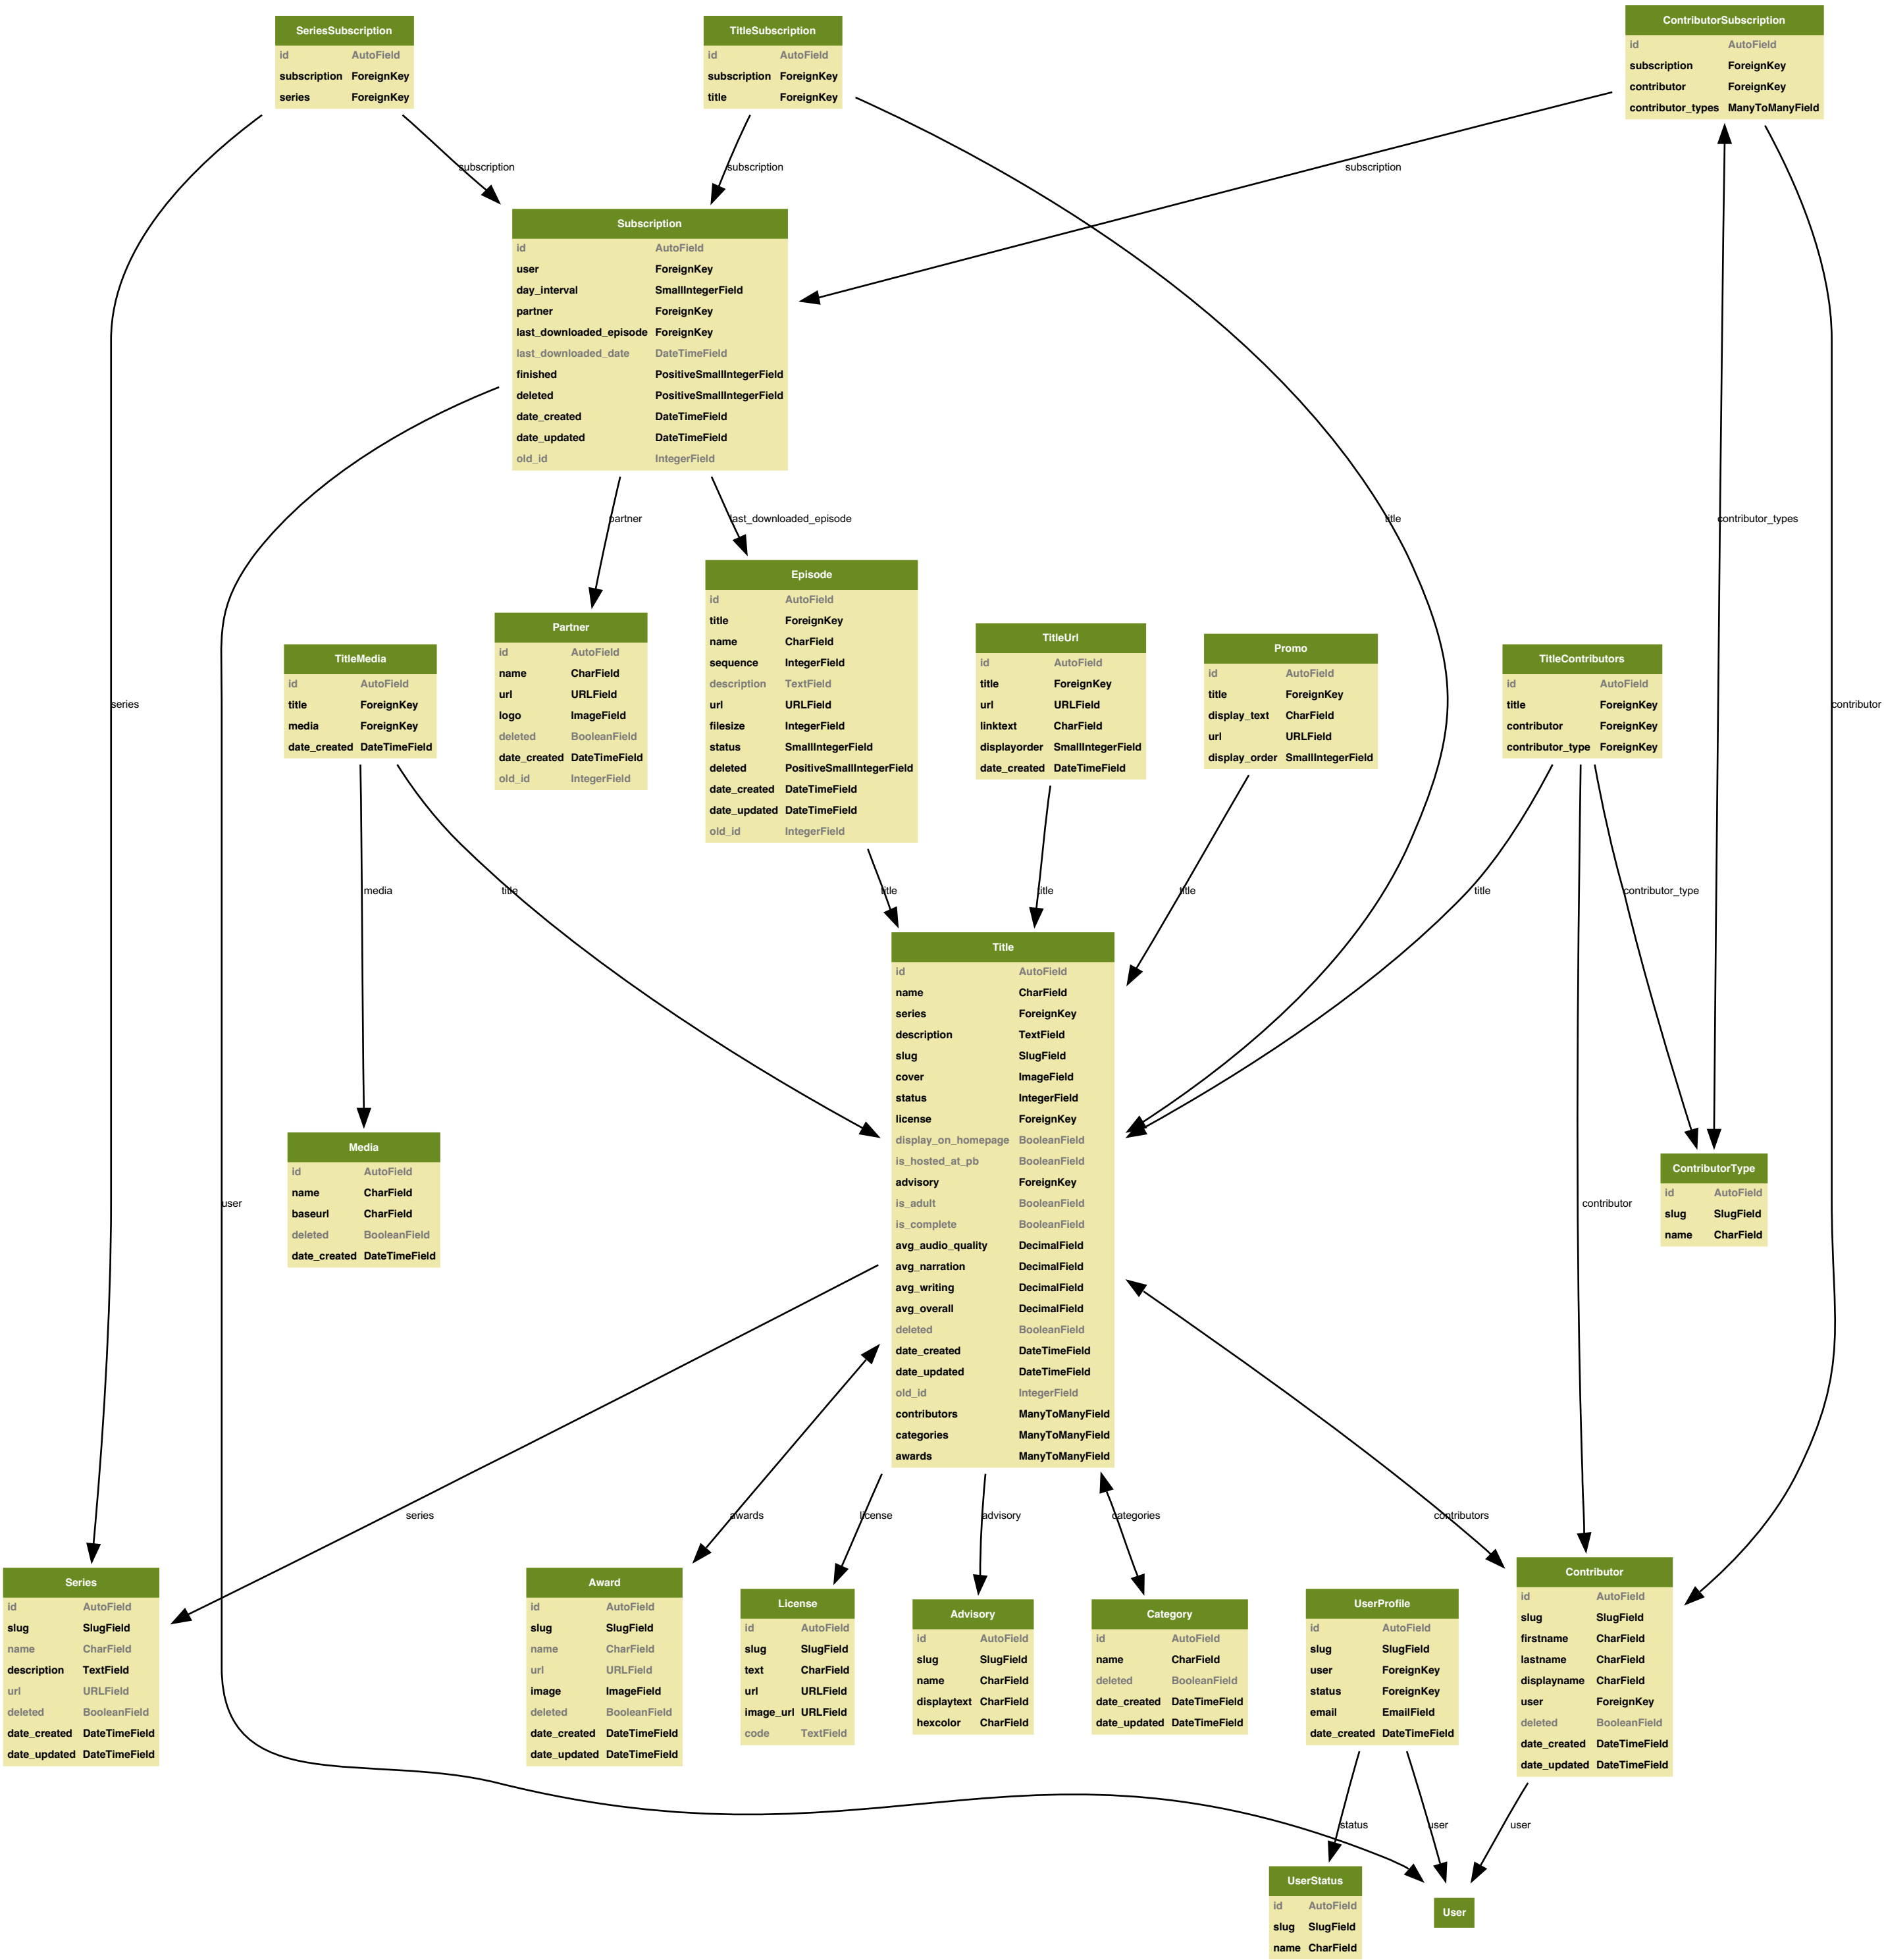 SeriesSubscription
id AutoField
subscription ForeignKey
series ForeignKey
TitleSubscription
id AutoField
subscription ForeignKey
title ForeignKey
ContributorSubscription
id AutoField
subscription ForeignKey
contributor ForeignKey
contributor_types ManyToManyField
subscription
subscription
subscription
Subscription
id AutoField
user ForeignKey
day_interval SmallIntegerField
partner ForeignKey
last_downloaded_episode ForeignKey
last_downloaded_date DateTimeField
finished PositiveSmallIntegerField
deleted PositiveSmallIntegerField
date_created DateTimeField
date_updated DateTimeField
old_id IntegerField
partner
last_downloaded_episode
title
contributor_types
series
contributor
TitleMedia
id AutoField
title ForeignKey
media ForeignKey
date_created DateTimeField
Partner
id AutoField
name CharField
url URLField
logo ImageField
deleted BooleanField
date_created DateTimeField
old_id IntegerField
Episode
id AutoField
title ForeignKey
name CharField
sequence IntegerField
description TextField
url URLField
filesize IntegerField
status SmallIntegerField
deleted PositiveSmallIntegerField
date_created DateTimeField
date_updated DateTimeField
old_id IntegerField
TitleUrl
id AutoField
title ForeignKey
url URLField
linktext CharField
displayorder SmallIntegerField
date_created DateTimeField
Promo
id AutoField
title ForeignKey
display_text CharField
url URLField
display_order SmallIntegerField
TitleContributors
id AutoField
title ForeignKey
contributor ForeignKey
contributor_type ForeignKey
media
title
title
title
title
title
contributor_type
Title
id AutoField
name CharField
series ForeignKey
description TextField
slug SlugField
cover ImageField
status IntegerField
license ForeignKey
display_on_homepage BooleanField
is_hosted_at_pb BooleanField
advisory ForeignKey
is_adult BooleanField
is_complete BooleanField
avg_audio_quality DecimalField
avg_narration DecimalField
avg_writing DecimalField
avg_overall DecimalField
deleted BooleanField
date_created DateTimeField
date_updated DateTimeField
old_id IntegerField
contributors ManyToManyField
categories ManyToManyField
awards ManyToManyField
Media
id AutoField
name CharField
baseurl CharField
deleted BooleanField
date_created DateTimeField
ContributorType
id AutoField
slug SlugField
name CharField
user
contributor
series
awards
license
advisory
categories
contributors
Series
id AutoField
slug SlugField
name CharField
description TextField
url URLField
deleted BooleanField
date_created DateTimeField
date_updated DateTimeField
Award
id AutoField
slug SlugField
name CharField
url URLField
image ImageField
deleted BooleanField
date_created DateTimeField
date_updated DateTimeField
License
id AutoField
slug SlugField
text CharField
url URLField
image_url URLField
code TextField
Advisory
id AutoField
slug SlugField
name CharField
displaytext CharField
hexcolor CharField
Category
id AutoField
name CharField
deleted BooleanField
date_created DateTimeField
date_updated DateTimeField
UserProfile
id AutoField
slug SlugField
user ForeignKey
status ForeignKey
email EmailField
date_created DateTimeField
Contributor
id AutoField
slug SlugField
firstname CharField
lastname CharField
displayname CharField
user ForeignKey
deleted BooleanField
date_created DateTimeField
date_updated DateTimeField
status
user
user
UserStatus
id AutoField
slug SlugField
name CharField
User